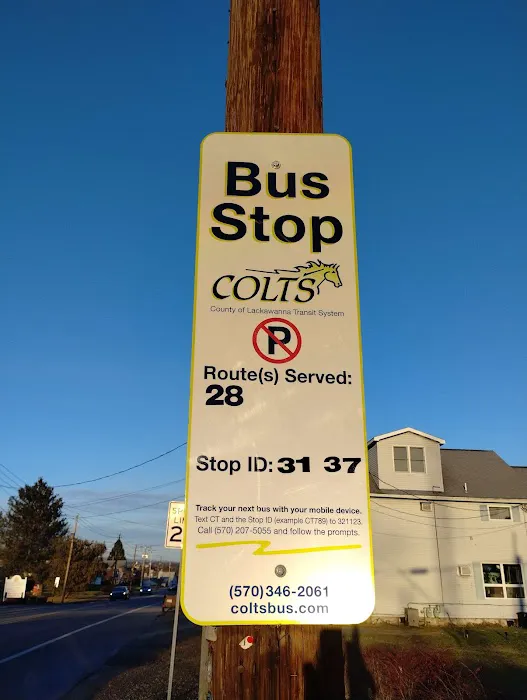 Bus
Stop
COLTS
County of Lackawanna Transit System
P
Route(s) Served:
28
Stop ID: 31 37
Track your next bus with your mobile device.
Text CT and the Stop ID (example CT789) to 321123.
Call (570) 207-5055 and follow the prompts.
(570)346-2061
coltsbus.com